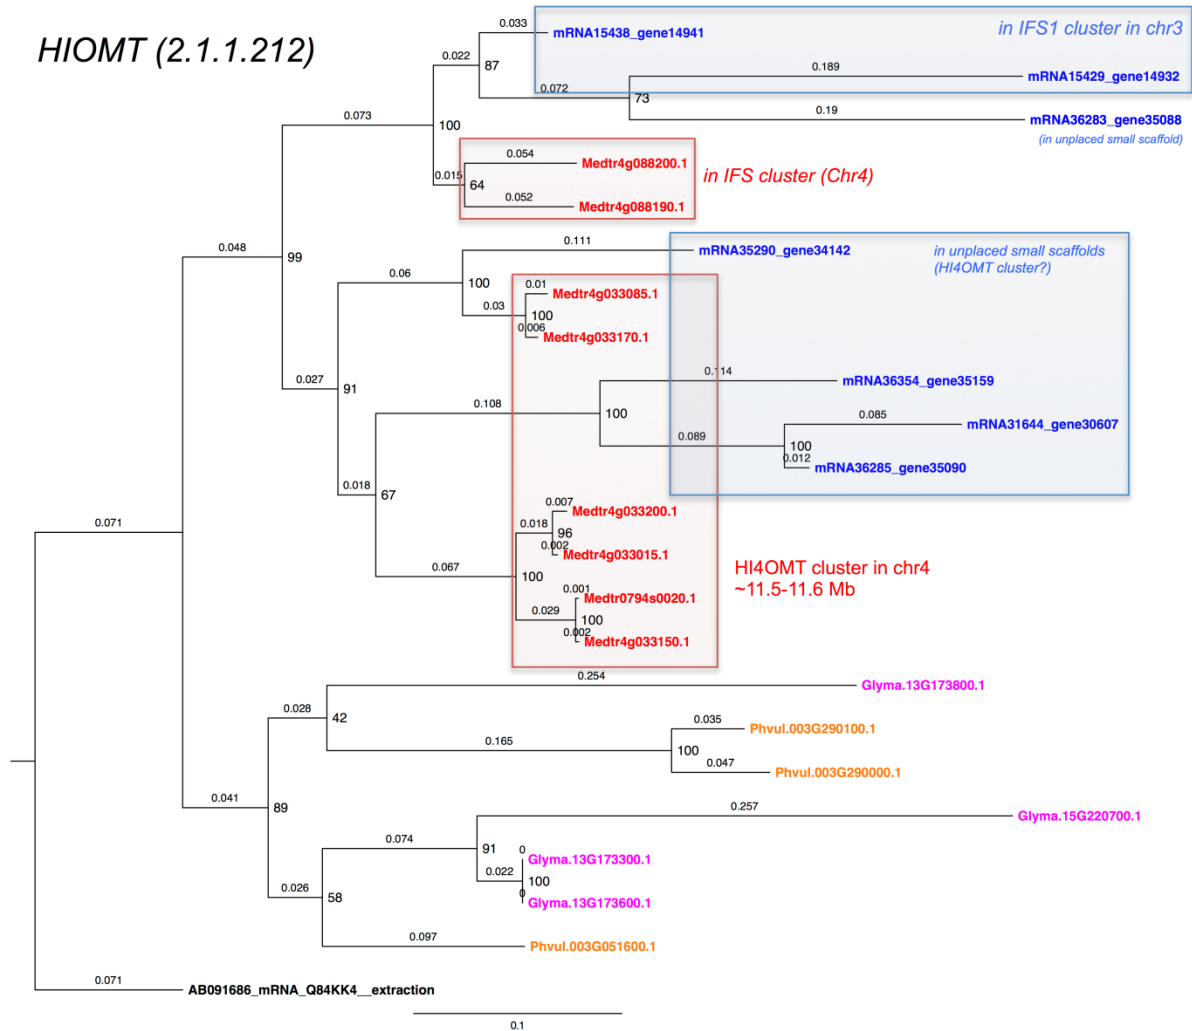 HIOMT (2.1.1.212)
0.033
mRNA15438_gene14941
in IFS1 cluster in chr3
0.022
87
0.189
mRNA15429_gene14932
0.072
73
0.073
100
0.19
mRNA36283_gene35088
(in unplaced small scaffold)
0.054
Medtr4g088200.1
0.015
64
in IFS cluster (Chr4)
0.052
Medtr4g088190.1
0.048
99
0.111
mRNA35290_gene34142
in unplaced small scaffolds
(HI4OMT cluster?)
0.06
100
0.01
Medtr4g033085.1
0.03
100
0.006
Medtr4g033170.1
0.027
91
0.114
mRNA36354_gene35159
0.108
100
0.085
mRNA31644_gene30607
0.089
100
0.012
mRNA36285_gene35090
0.018
67
0.007
Medtr4g033200.1
0.018
96
0.002
Medtr4g033015.1
0.067
100
HI4OMT cluster in chr4
~11.5-11.6 Mb
0.001
Medtr0794s0020.1
0.029
100
0.002
Medtr4g033150.1
0.071
0.254
Glyma.13G173800.1
0.028
42
0.035
Phvul.003G290100.1
0.165
100
0.047
Phvul.003G290000.1
0.041
89
0.257
Glyma.15G220700.1
0.074
91
0
Glyma.13G173300.1
0.022
100
0
Glyma.13G173600.1
0.026
58
0.097
Phvul.003G051600.1
0.071
AB091686_mRNA_Q84KK4__extraction
0.1